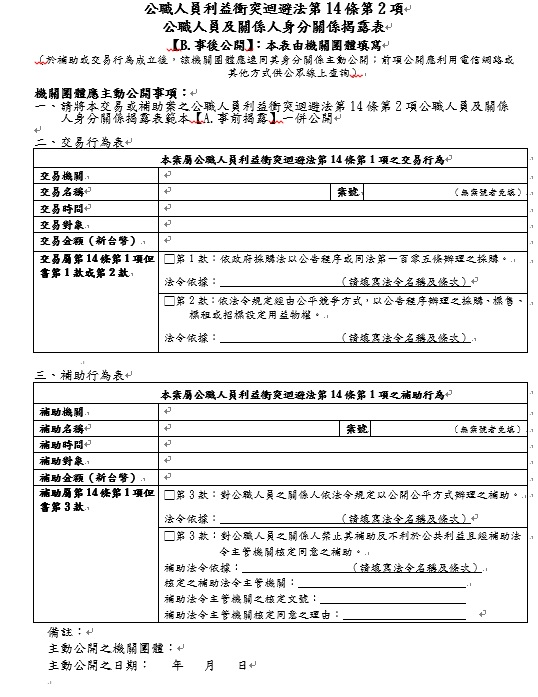 公職人員利益衝突迴避法第14條第2項
公職人員及關係人身分關係揭露表
【B.事後公開】：本表由機關團體填寫
（於補助或交易行為成立後，該機關團體應連同其身分關係主動公開；前項公開應利用電信網路或
其他方式供公眾線上查詢）
機關團體應主動公開事項：
一、請將本交易或補助案之公職人員利益衝突迴避法第14條第2項公職人員及關係
人身分關係揭露表範本【A.事前揭露】一併公開
二、交易行為表
本案屬公職人員利益衝突迴避法第14條第1項之交易行為
交易機關
交易名稱 案號 （無案號者免填）
交易時間
交易對象
交易金額（新台幣）
交易屬第14條第1項但
書第1款或第2款
□第1款：依政府採購法以公告程序或同法第一百零五條辦理之採購。
法令依據：＿＿＿＿＿＿＿（請填寫法令名稱及條次）
□第2款：依法令規定經由公平競爭方式，以公告程序辦理之採購、標售、
標租或招標設定用益物權。
法令依據：＿＿＿＿＿＿＿（請填寫法令名稱及條次）
三、補助行為表
本案屬公職人員利益衝突迴避法第14條第1項之補助行為
補助機關
補助名稱 案號 （無案號者免填）
補助時間
補助對象
補助金額（新台幣）
補助屬第14條第1項但
書第3款
□第3款：對公職人員之關係人依法令規定以公開公平方式辦理之補助。
法令依據：＿＿＿＿＿＿＿（請填寫法令名稱及條次）
□第3款：對公職人員之關係人禁止其補助反不利於公共利益且經補助法
令主管機關核定同意之補助。
補助法令依據：＿＿＿＿＿＿（請填寫法令名稱及條次）
核定之補助法令主管機關：＿＿＿＿＿＿＿＿
補助法令主管機關之核定文號：＿＿＿＿＿＿＿＿
補助法令主管機關核定同意之理由：＿＿＿＿＿＿
備註：
主動公開之機關團體：
主動公開之日期： 年 月 日